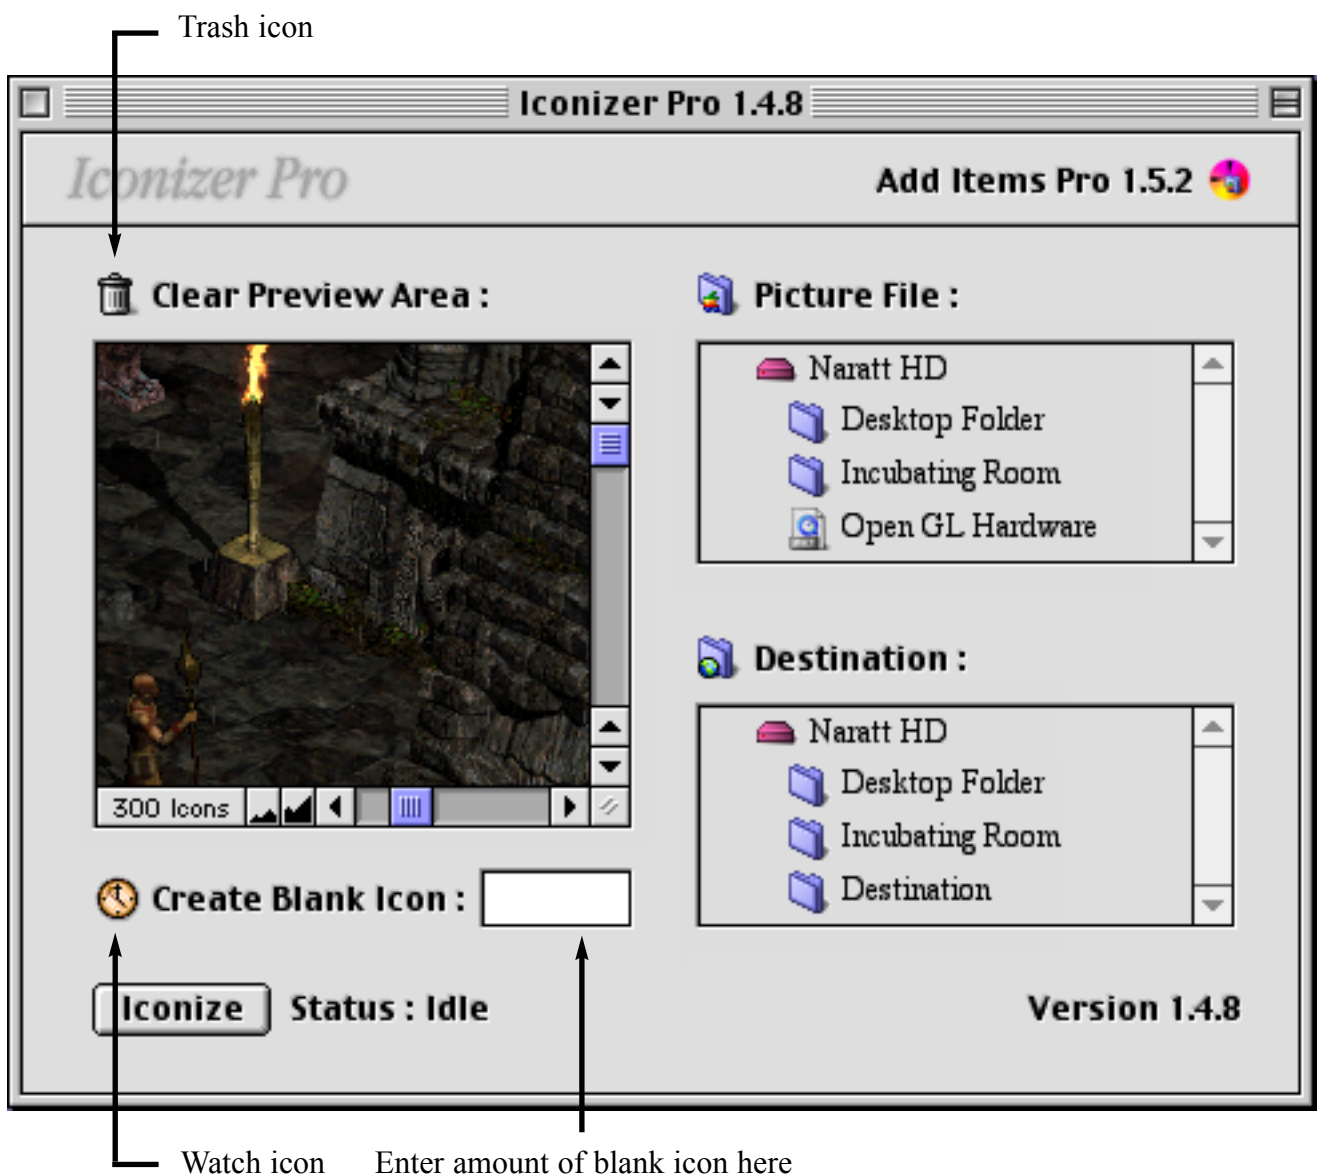 Trash icon
Iconizer Pro 1.4.8
Iconizer Pro
Add Items Pro 1.5.2
Clear Preview Area :
300 Icons
Create Blank Icon :
Iconize
Status : Idle
Picture File :
Naratt HD
Desktop Folder
Incubating Room
Open GL Hardware
Destination :
Naratt HD
Desktop Folder
Incubating Room
Destination
Version 1.4.8
Watch icon
Enter amount of blank icon here